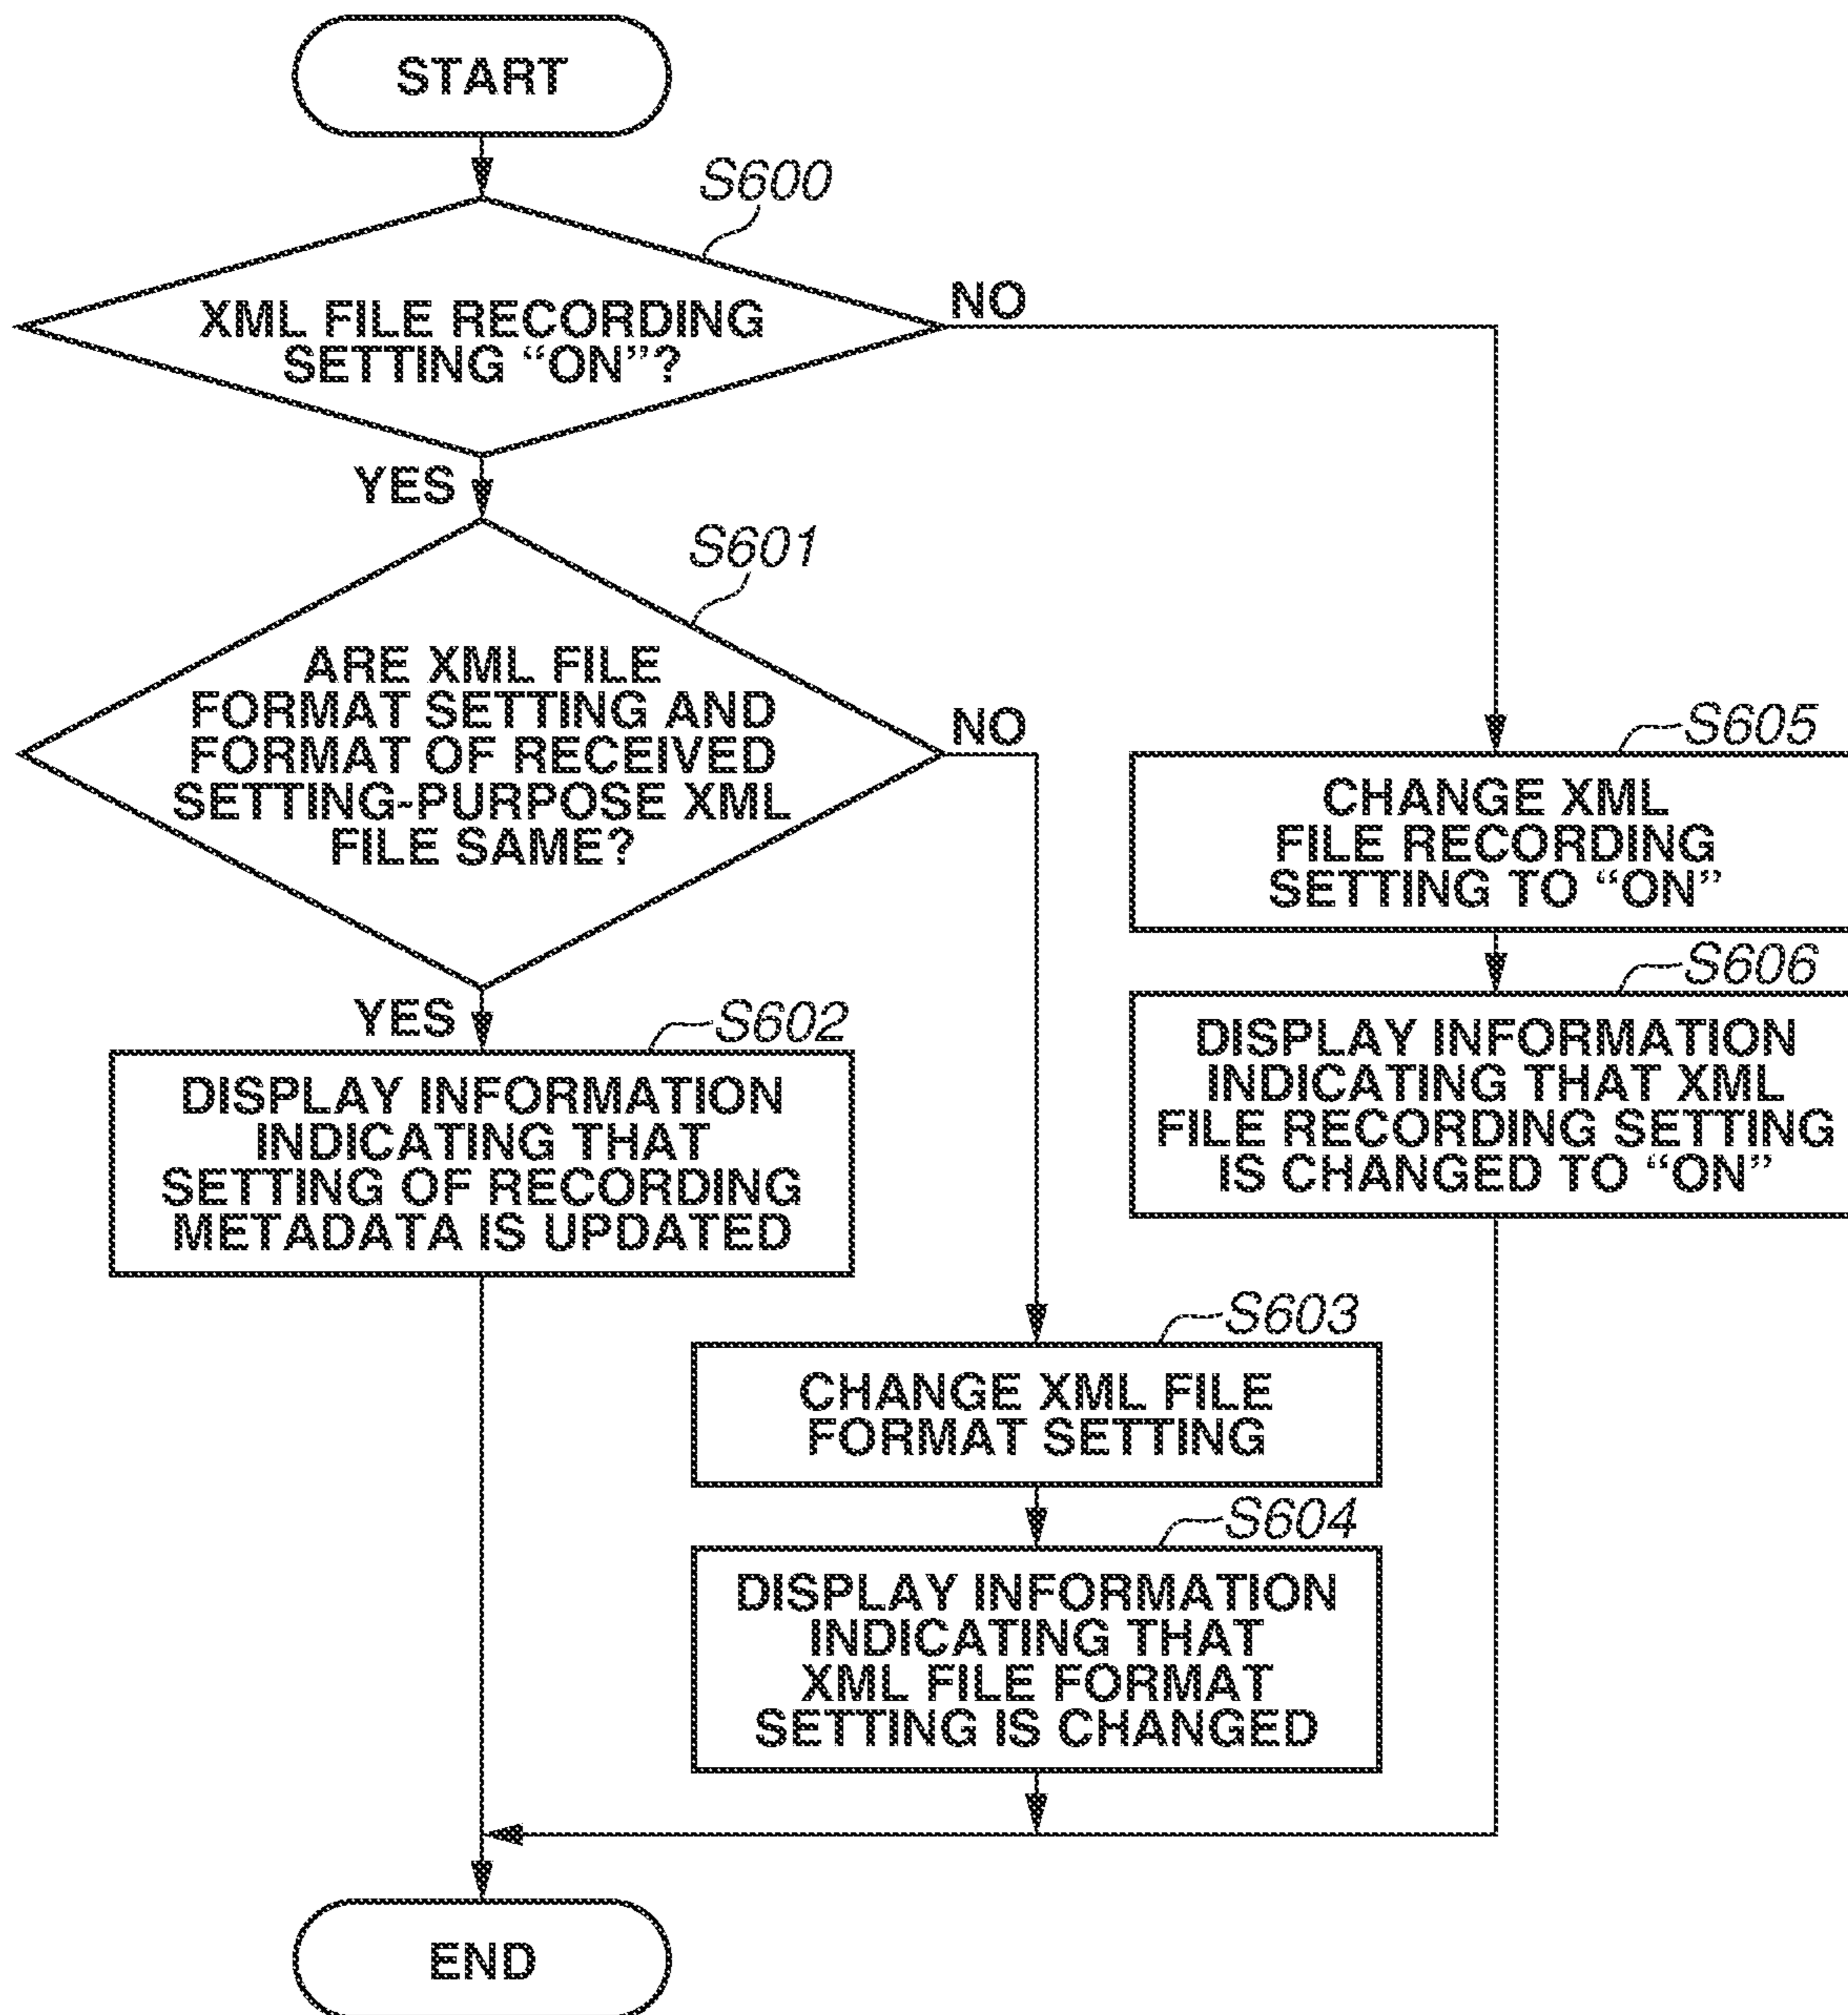 START
S600
XML FILE RECORDING
SETTING “ON”?
NO
YES
S601
ARE XML FILE
FORMAT SETTING AND
FORMAT OF RECEIVED
SETTING-PURPOSE XML
FILE SAME?
NO
YES
S602
DISPLAY INFORMATION
INDICATING THAT
SETTING OF RECORDING
METADATA IS UPDATED
S603
CHANGE XML FILE
FORMAT SETTING
S604
DISPLAY INFORMATION
INDICATING THAT
XML FILE FORMAT
SETTING IS CHANGED
S605
CHANGE XML
FILE RECORDING
SETTING TO “ON”
S606
DISPLAY INFORMATION
INDICATING THAT XML
FILE RECORDING SETTING
IS CHANGED TO “ON”
END